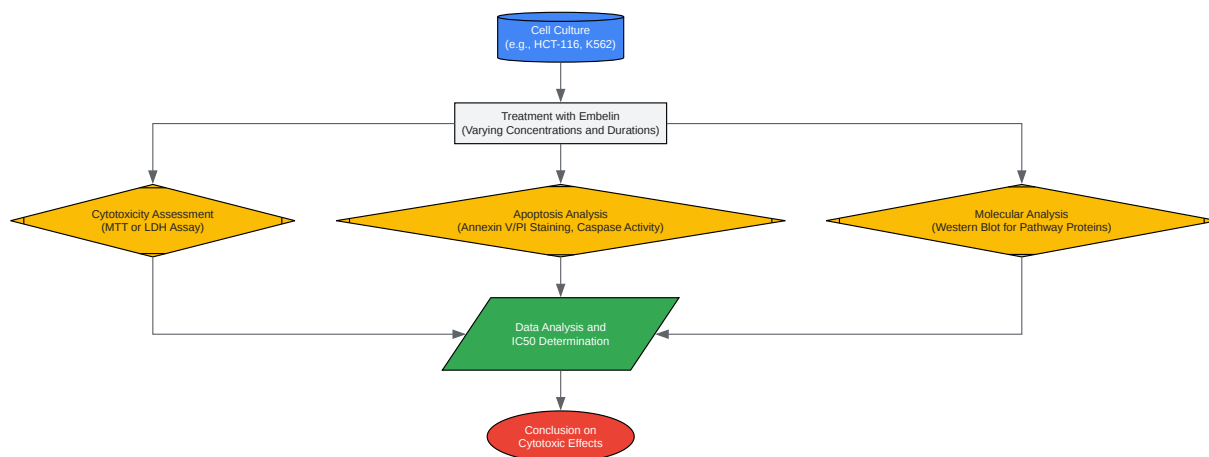 Cell Culture
(e.g., HCT-116, K562)
Treatment with Embelin
(Varying Concentrations and Durations)
Cytotoxicity Assessment
(MTT or LDH Assay)
Apoptosis Analysis
(Annexin V/PI Staining, Caspase Activity)
Molecular Analysis
(Western Blot for Pathway Proteins)
Data Analysis and
IC50 Determination
Conclusion on
Cytotoxic Effects